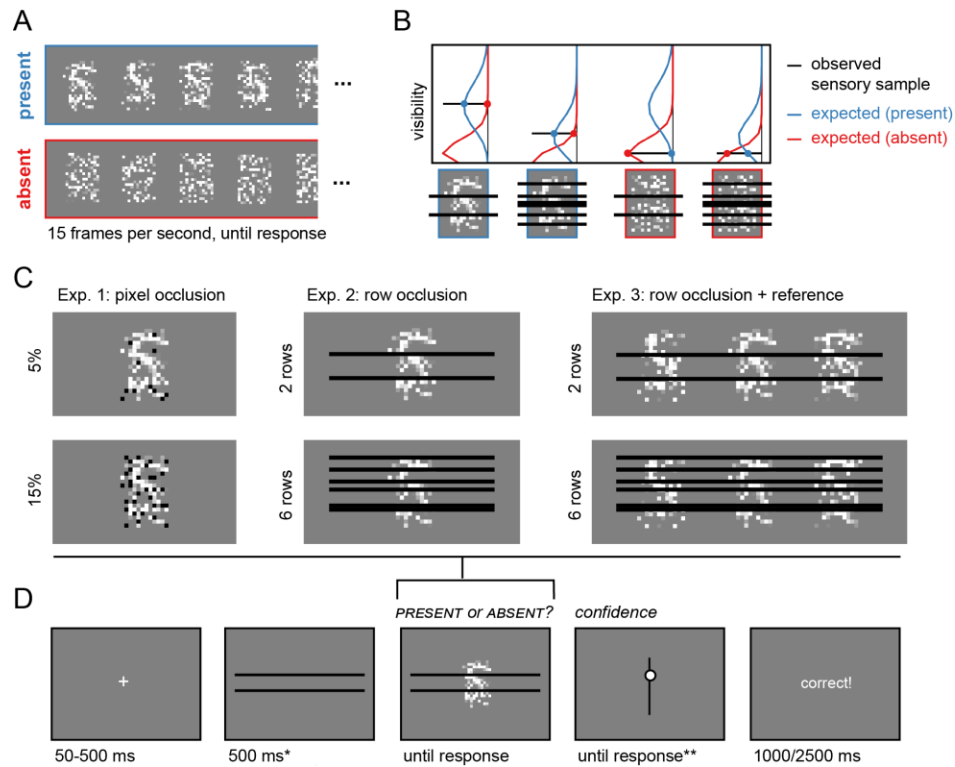 A
present
...
absent
...
15 frames per second, until response
B
visibility
observed
sensory sample
expected (present)
expected (absent)
C
Exp. 1: pixel occlusion
Exp. 2: row occlusion
Exp. 3: row occlusion + reference
5%
2 rows
2 rows
15%
6 rows
6 rows
D
PRESENT or ABSENT?
confidence
+
correct!
50-500 ms
500 ms*
until response
until response**
1000/2500 ms